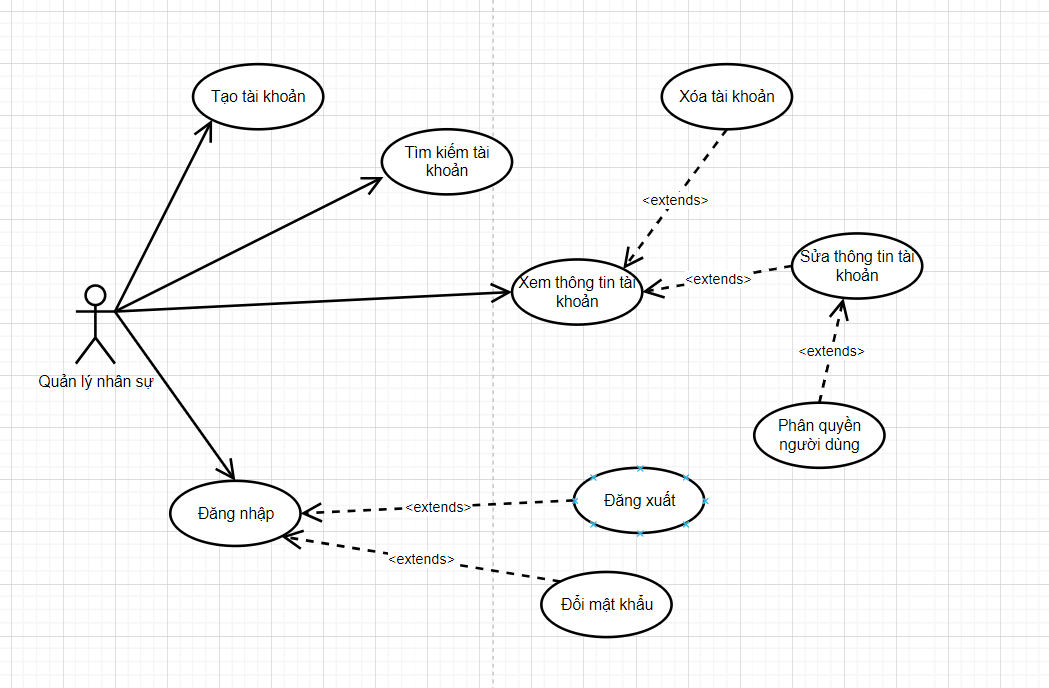 Tạo tài khoản
Xóa tài khoản
Tìm kiếm tài
khoản
<extends>
Sửa thông tin tài
khoản
Xem thông tin tài
khoản
<extends>
<extends>
Quản lý nhân sự
Phân quyền
người dùng
Đăng nhập
<extends>
Đăng xuất
<extends>
Đổi mật khẩu